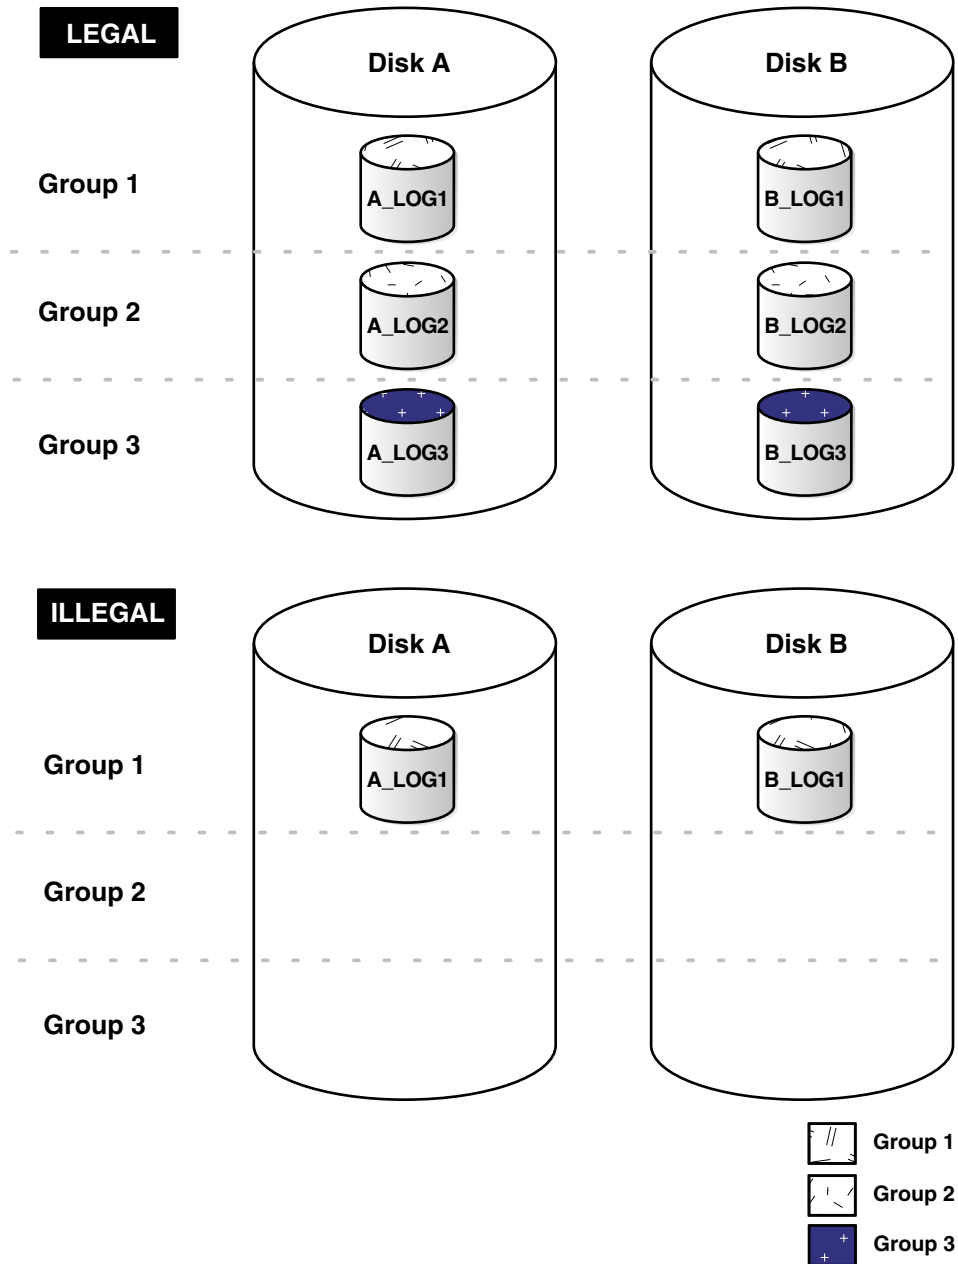 LEGAL
Disk A
Disk B
Group 1
A_LOG1
B_LOG1
Group 2
A_LOG2
B_LOG2
Group 3
A_LOG3
B_LOG3
ILLEGAL
Disk A
Disk B
Group 1
A_LOG1
B_LOG1
Group 2
Group 3
Group 1
Group 2
Group 3